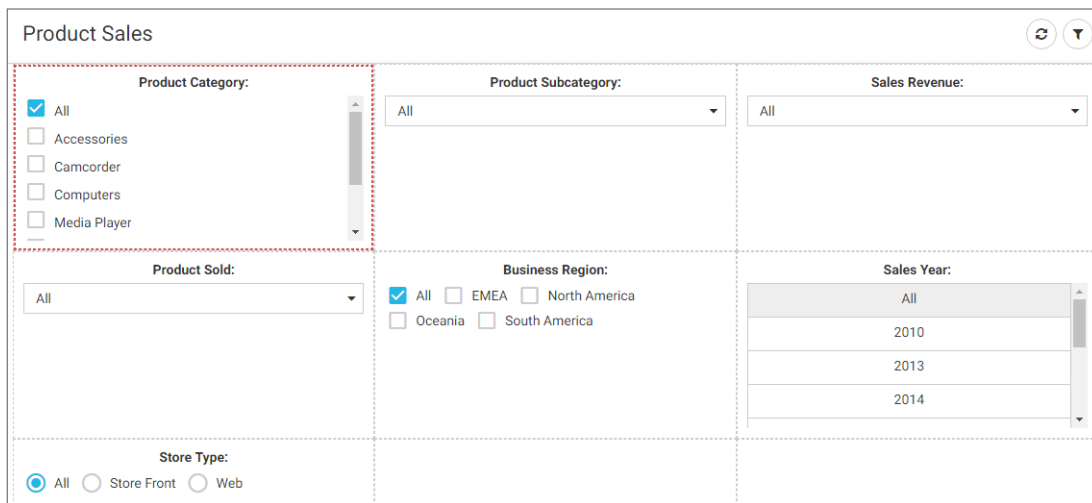 Product Sales
Product Category:
All
Accessories
Camcorder
Computers
Media Player
Product Subcategory:
All
Sales Revenue:
All
Product Sold:
All
Business Region:
All EMEA North America
Oceania South America
Sales Year:
All
2010
2013
2014
Store Type:
All Store Front Web